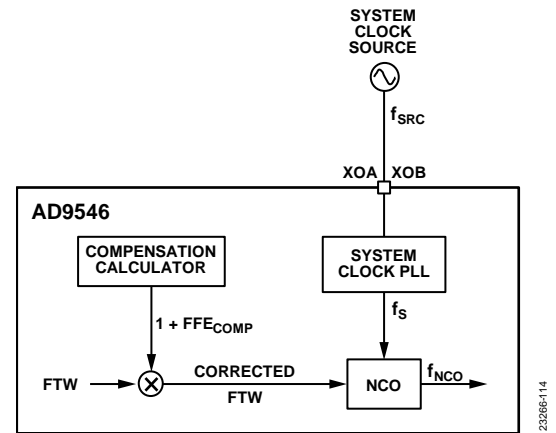 SYSTEM
CLOCK
SOURCE
fSRC
XOA XOB
AD9546
COMPENSATION
CALCULATOR
SYSTEM
CLOCK PLL
1 + FFECOMP
fS
FTW
CORRECTED
FTW
NCO
fNCO
23266-114